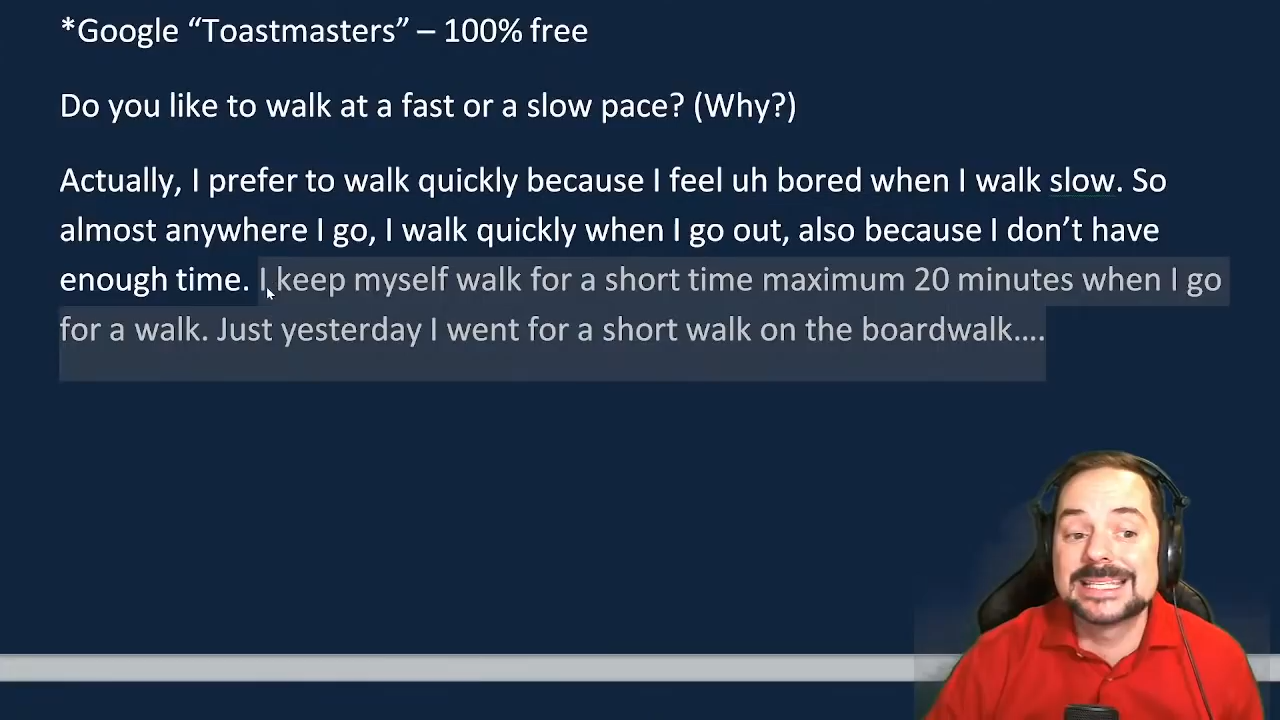 *Google “Toastmasters” – 100% free
Do you like to walk at a fast or a slow pace? (Why?)
Actually, I prefer to walk quickly because I feel uh bored when I walk slow. So
almost anywhere I go, I walk quickly when I go out, also because I don’t have
enough time. I keep myself walk for a short time maximum 20 minutes when I go
for a walk. Just yesterday I went for a short walk on the boardwalk….